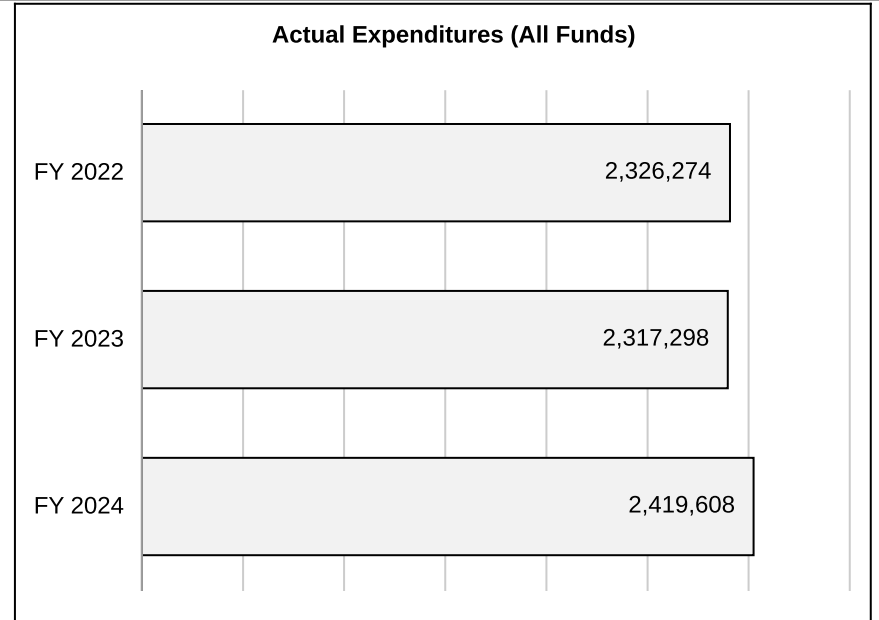 Actual Expenditures (All Funds)
FY 2022 2,326,274
FY 2023 2,317,298
FY 2024 2,419,608